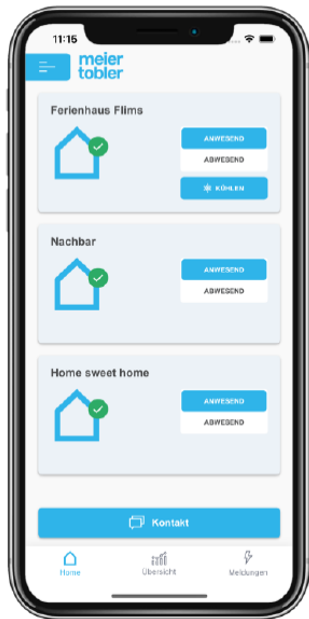 11:15
meier
tobler
Ferienhaus Flims
ANWESEND
ABWESEND
KÜHLEN
Nachbar
ANWESEND
ABWESEND
Home sweet home
ANWESEND
ABWESEND
Kontakt
Home
Übersicht
Meldungen